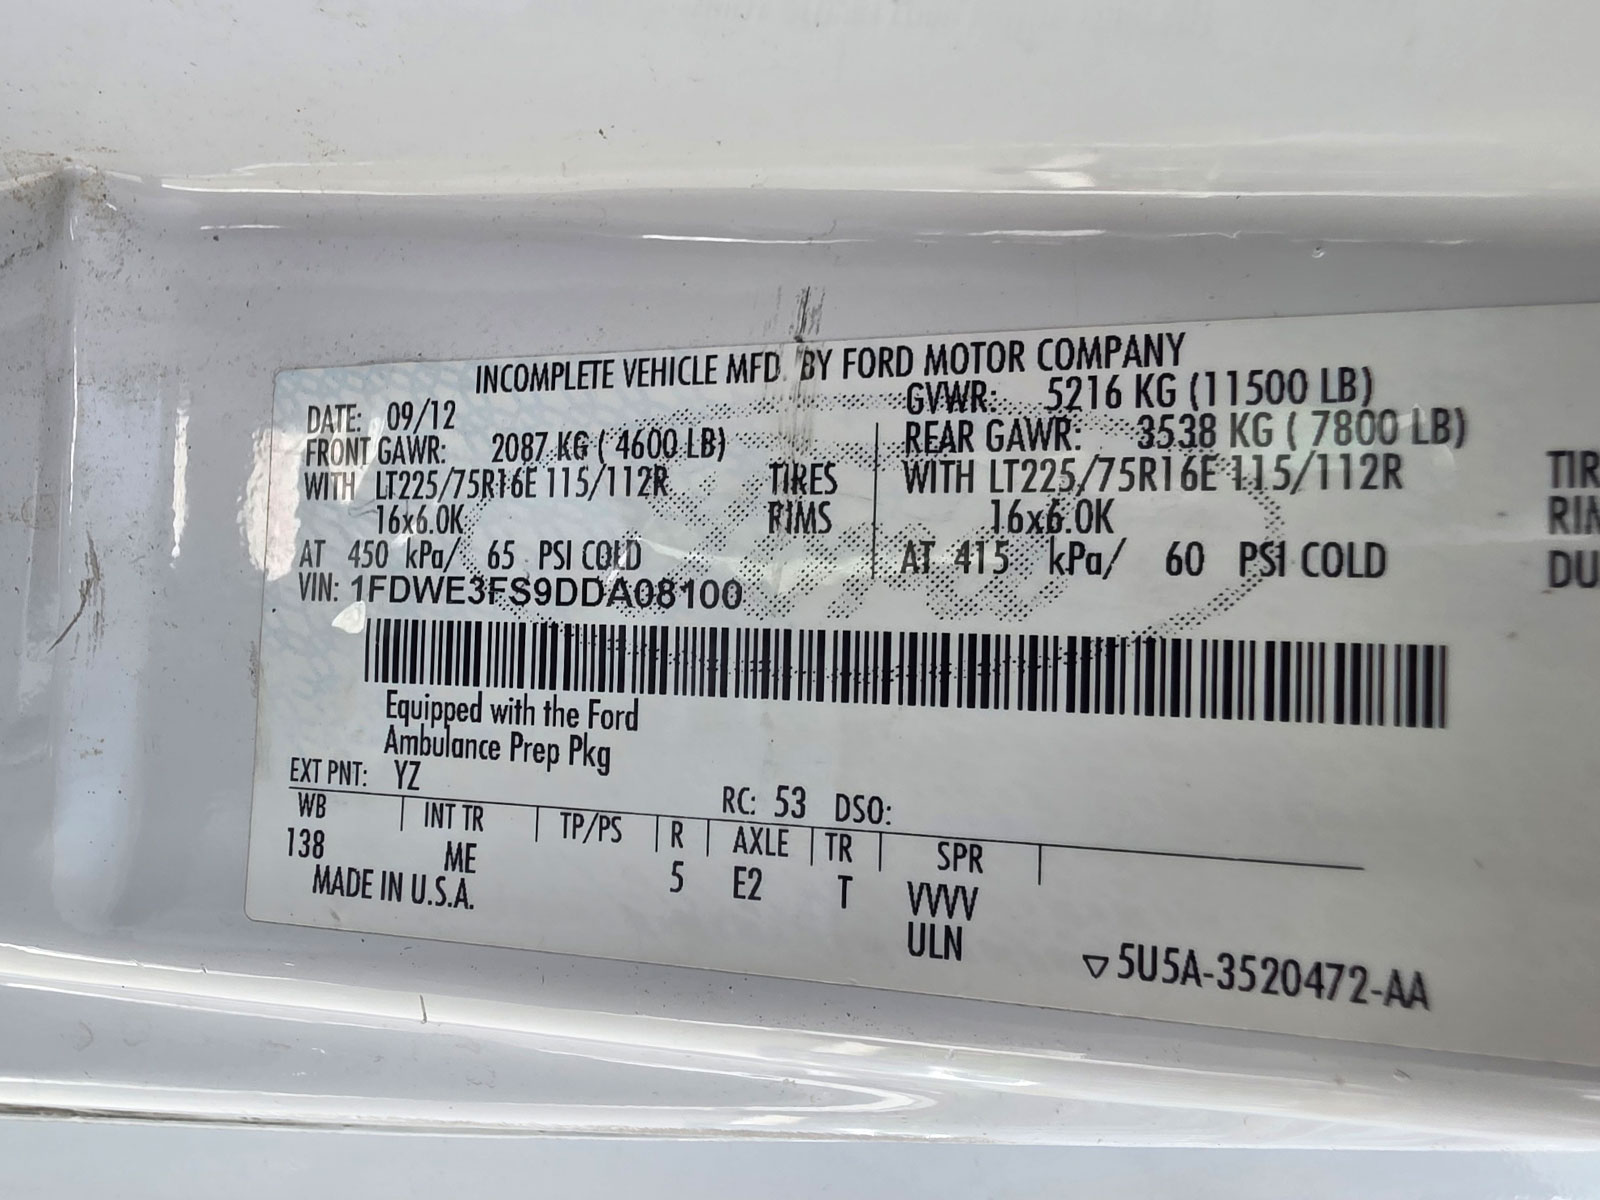 INCOMPLETE VEHICLE MFD. BY FORD MOTOR COMPANY
DATE: 09/12 GVWR: 5216 KG (11500 LB)
FRONT GAWR: 2087 KG ( 4600 LB) REAR GAWR: 3538 KG ( 7800 LB)
WITH LT225/75R16E 115/112R TIRES WITH LT225/75R16E 115/112R TIR
16x6.0K RIMS 16x6.0K RIM
AT 450 kPa/ 65 PSI COLD AT 415 kPa/ 60 PSI COLD DU
VIN: 1FDWE3FS9DDA08100
Equipped with the Ford
Ambulance Prep Pkg
EXT PNT: YZ RC: 53 DSO:
WB INT TR TP/PS R AXLE TR SPR
138 ME 5 E2 T VVVV
MADE IN U.S.A. ULN
▽5U5A-3520472-AA